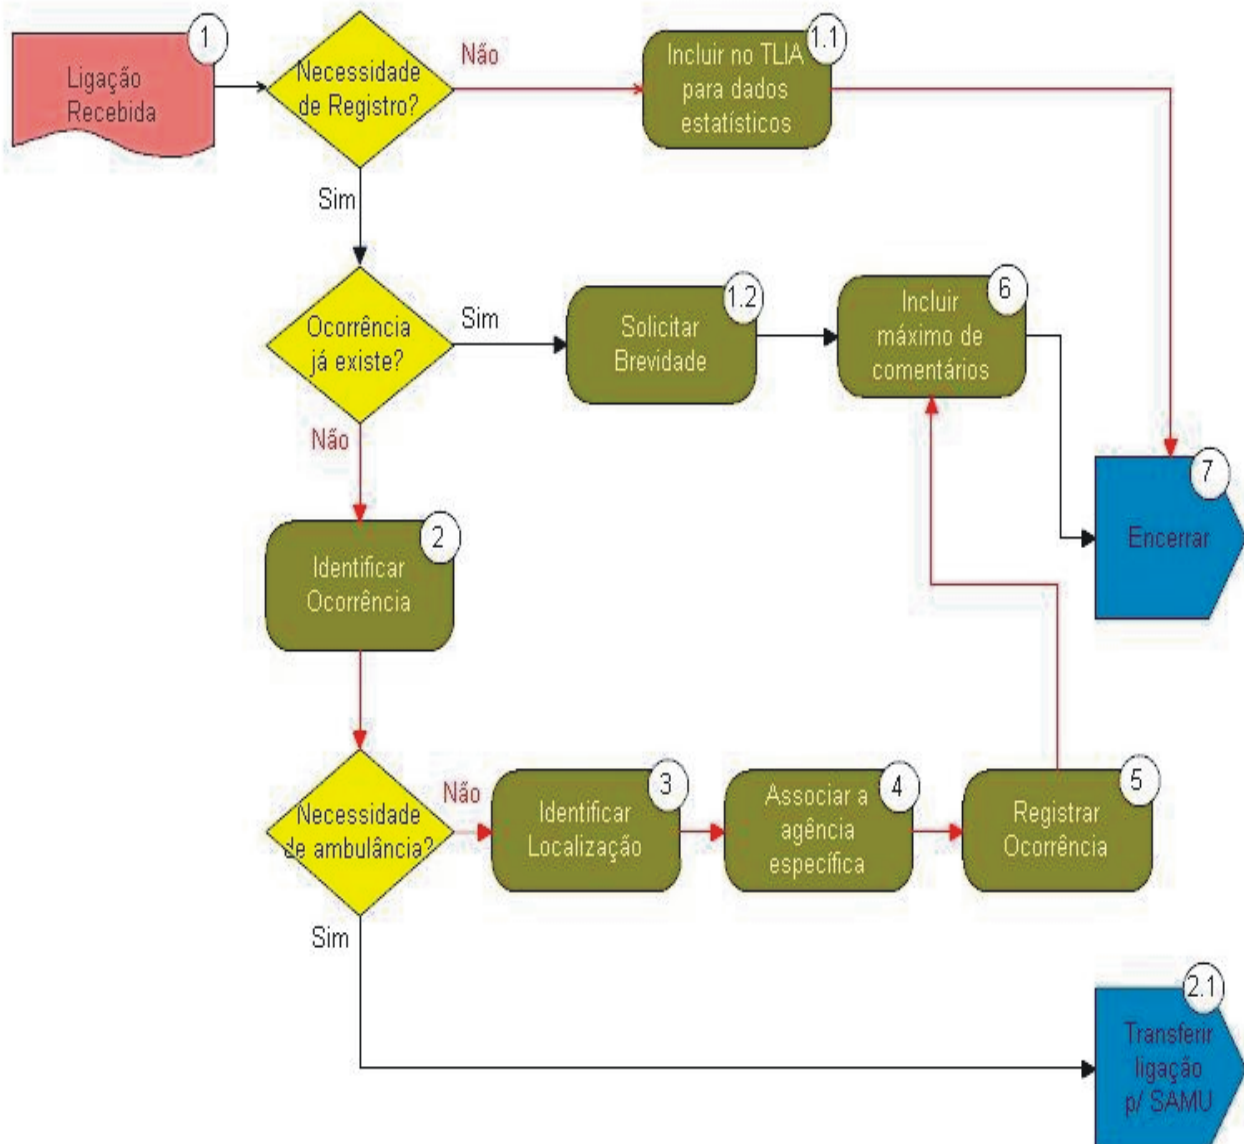 1
Ligação
Recebida
Necessidade
de Registro?
Não
1.1
Incluir no TLIA
para dados
estatísticos
Sim
Ocorrência
já existe?
Sim
1.2
Solicitar
Brevidade
6
Incluir
máximo de
comentários
Não
7
Encerrar
2
Identificar
Ocorrência
Necessidade
de ambulância?
Não
3
Identificar
Localização
4
Associar a
agência
específica
5
Registrar
Ocorrência
Sim
2.1
Transferir
ligação
p/ SAMU